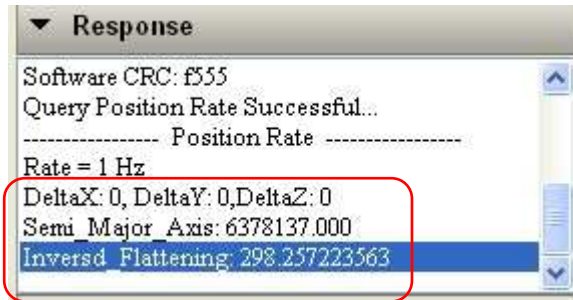 Response
Software CRC: f555
Query Position Rate Successful...
---------------- Position Rate ----------------
Rate = 1 Hz
DeltaX: 0, DeltaY: 0,DeltaZ: 0
Semi_Major_Axis: 6378137.000
Inversd_Flattening: 298.257223563